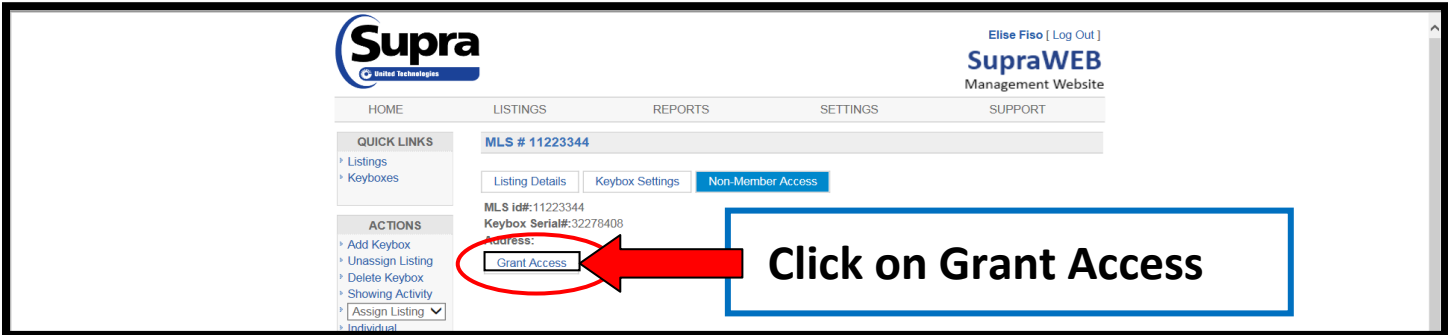 Supra
United Technologies
Elise Fiso [ Log Out ]
SupraWEB
Management Website
HOME LISTINGS REPORTS SETTINGS SUPPORT
QUICK LINKS
Listings
Keyboxes
ACTIONS
Add Keybox
Unassign Listing
Delete Keybox
Showing Activity
Assign Listing
Individual
MLS # 11223344
Listing Details Keybox Settings Non-Member Access
MLS id#:11223344
Keybox Serial#:32278408
Address:
Grant Access
Click on Grant Access